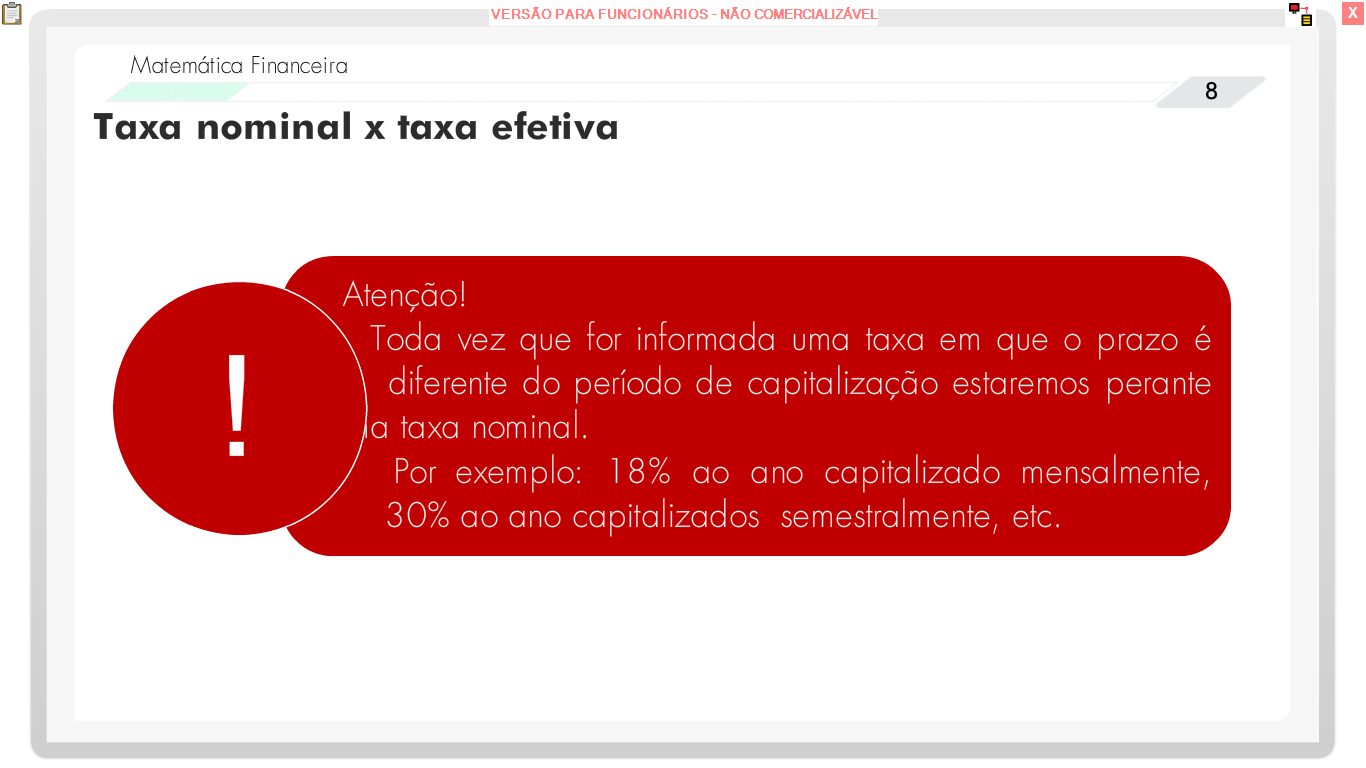 VERSÃO PARA FUNCIONÁRIOS - NÃO COMERCIALIZÁVEL
X
Matemática Financeira
8
Taxa nominal x taxa efetiva
!
Atenção!
Toda vez que for informada uma taxa em que o prazo é
diferente do período de capitalização estaremos perante
a taxa nominal.
Por exemplo: 18% ao ano capitalizado mensalmente,
30% ao ano capitalizados semestralmente, etc.